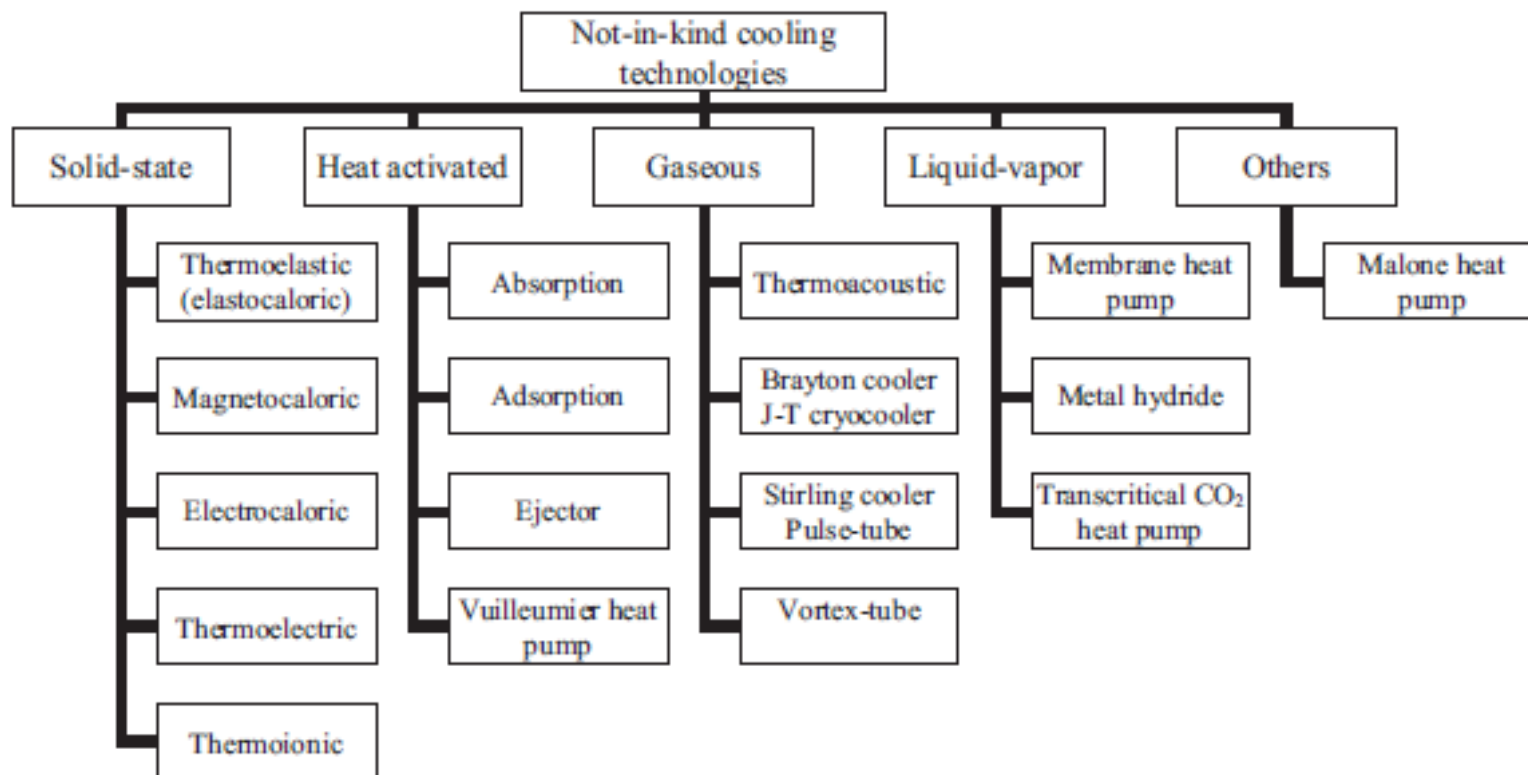 Not-in-kind cooling
technologies
Solid-state
Heat activated
Gaseous
Liquid-vapor
Others
Thermoelastic
(elastocaloric)
Magnetocaloric
Electrocaloric
Thermoelectric
Thermoionic
Absorption
Adsorption
Ejector
Vuilleumier heat
pump
Thermoacoustic
Brayton cooler
J-T cryocooler
Stirling cooler
Pulse-tube
Vortex-tube
Membrane heat
pump
Metal hydride
Transcritical CO₂
heat pump
Malone heat
pump